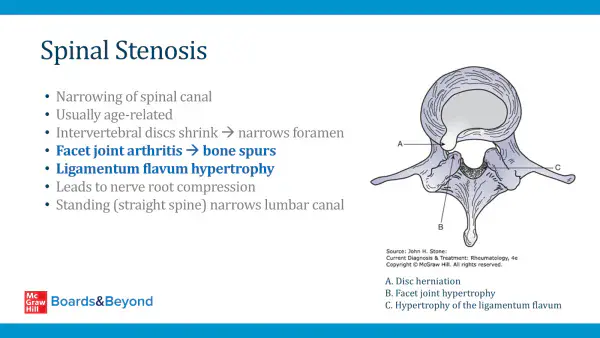 Spinal Stenosis
• Narrowing of spinal canal
• Usually age-related
• Intervertebral discs shrink → narrows foramen
• Facet joint arthritis → bone spurs
• Ligamentum flavum hypertrophy
• Leads to nerve root compression
• Standing (straight spine) narrows lumbar canal
A
C
B
Source: John H. Stone:
Current Diagnosis & Treatment: Rheumatology, 4e
Copyright © McGraw Hill. All rights reserved.
A. Disc herniation
B. Facet joint hypertrophy
C. Hypertrophy of the ligamentum flavum
Mc
Graw
Hill
Boards&Beyond